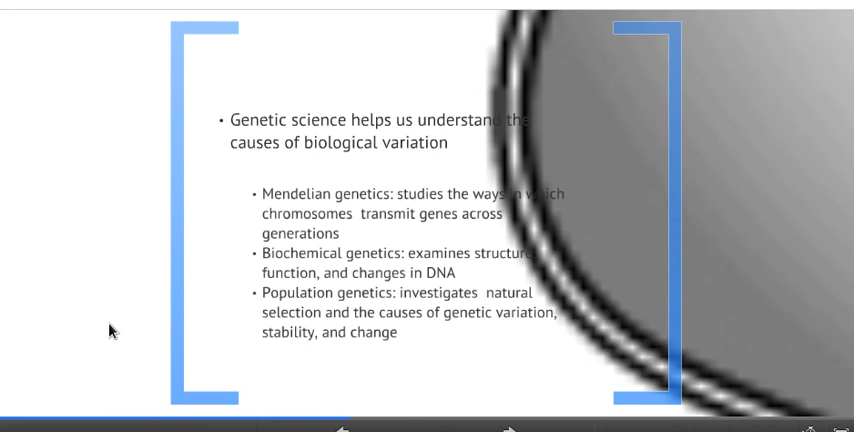 • Genetic science helps us understand the
causes of biological variation
• Mendelian genetics: studies the ways in which
chromosomes transmit genes across
generations
• Biochemical genetics: examines structure
function, and changes in DNA
• Population genetics: investigates natural
selection and the causes of genetic variation,
stability, and change